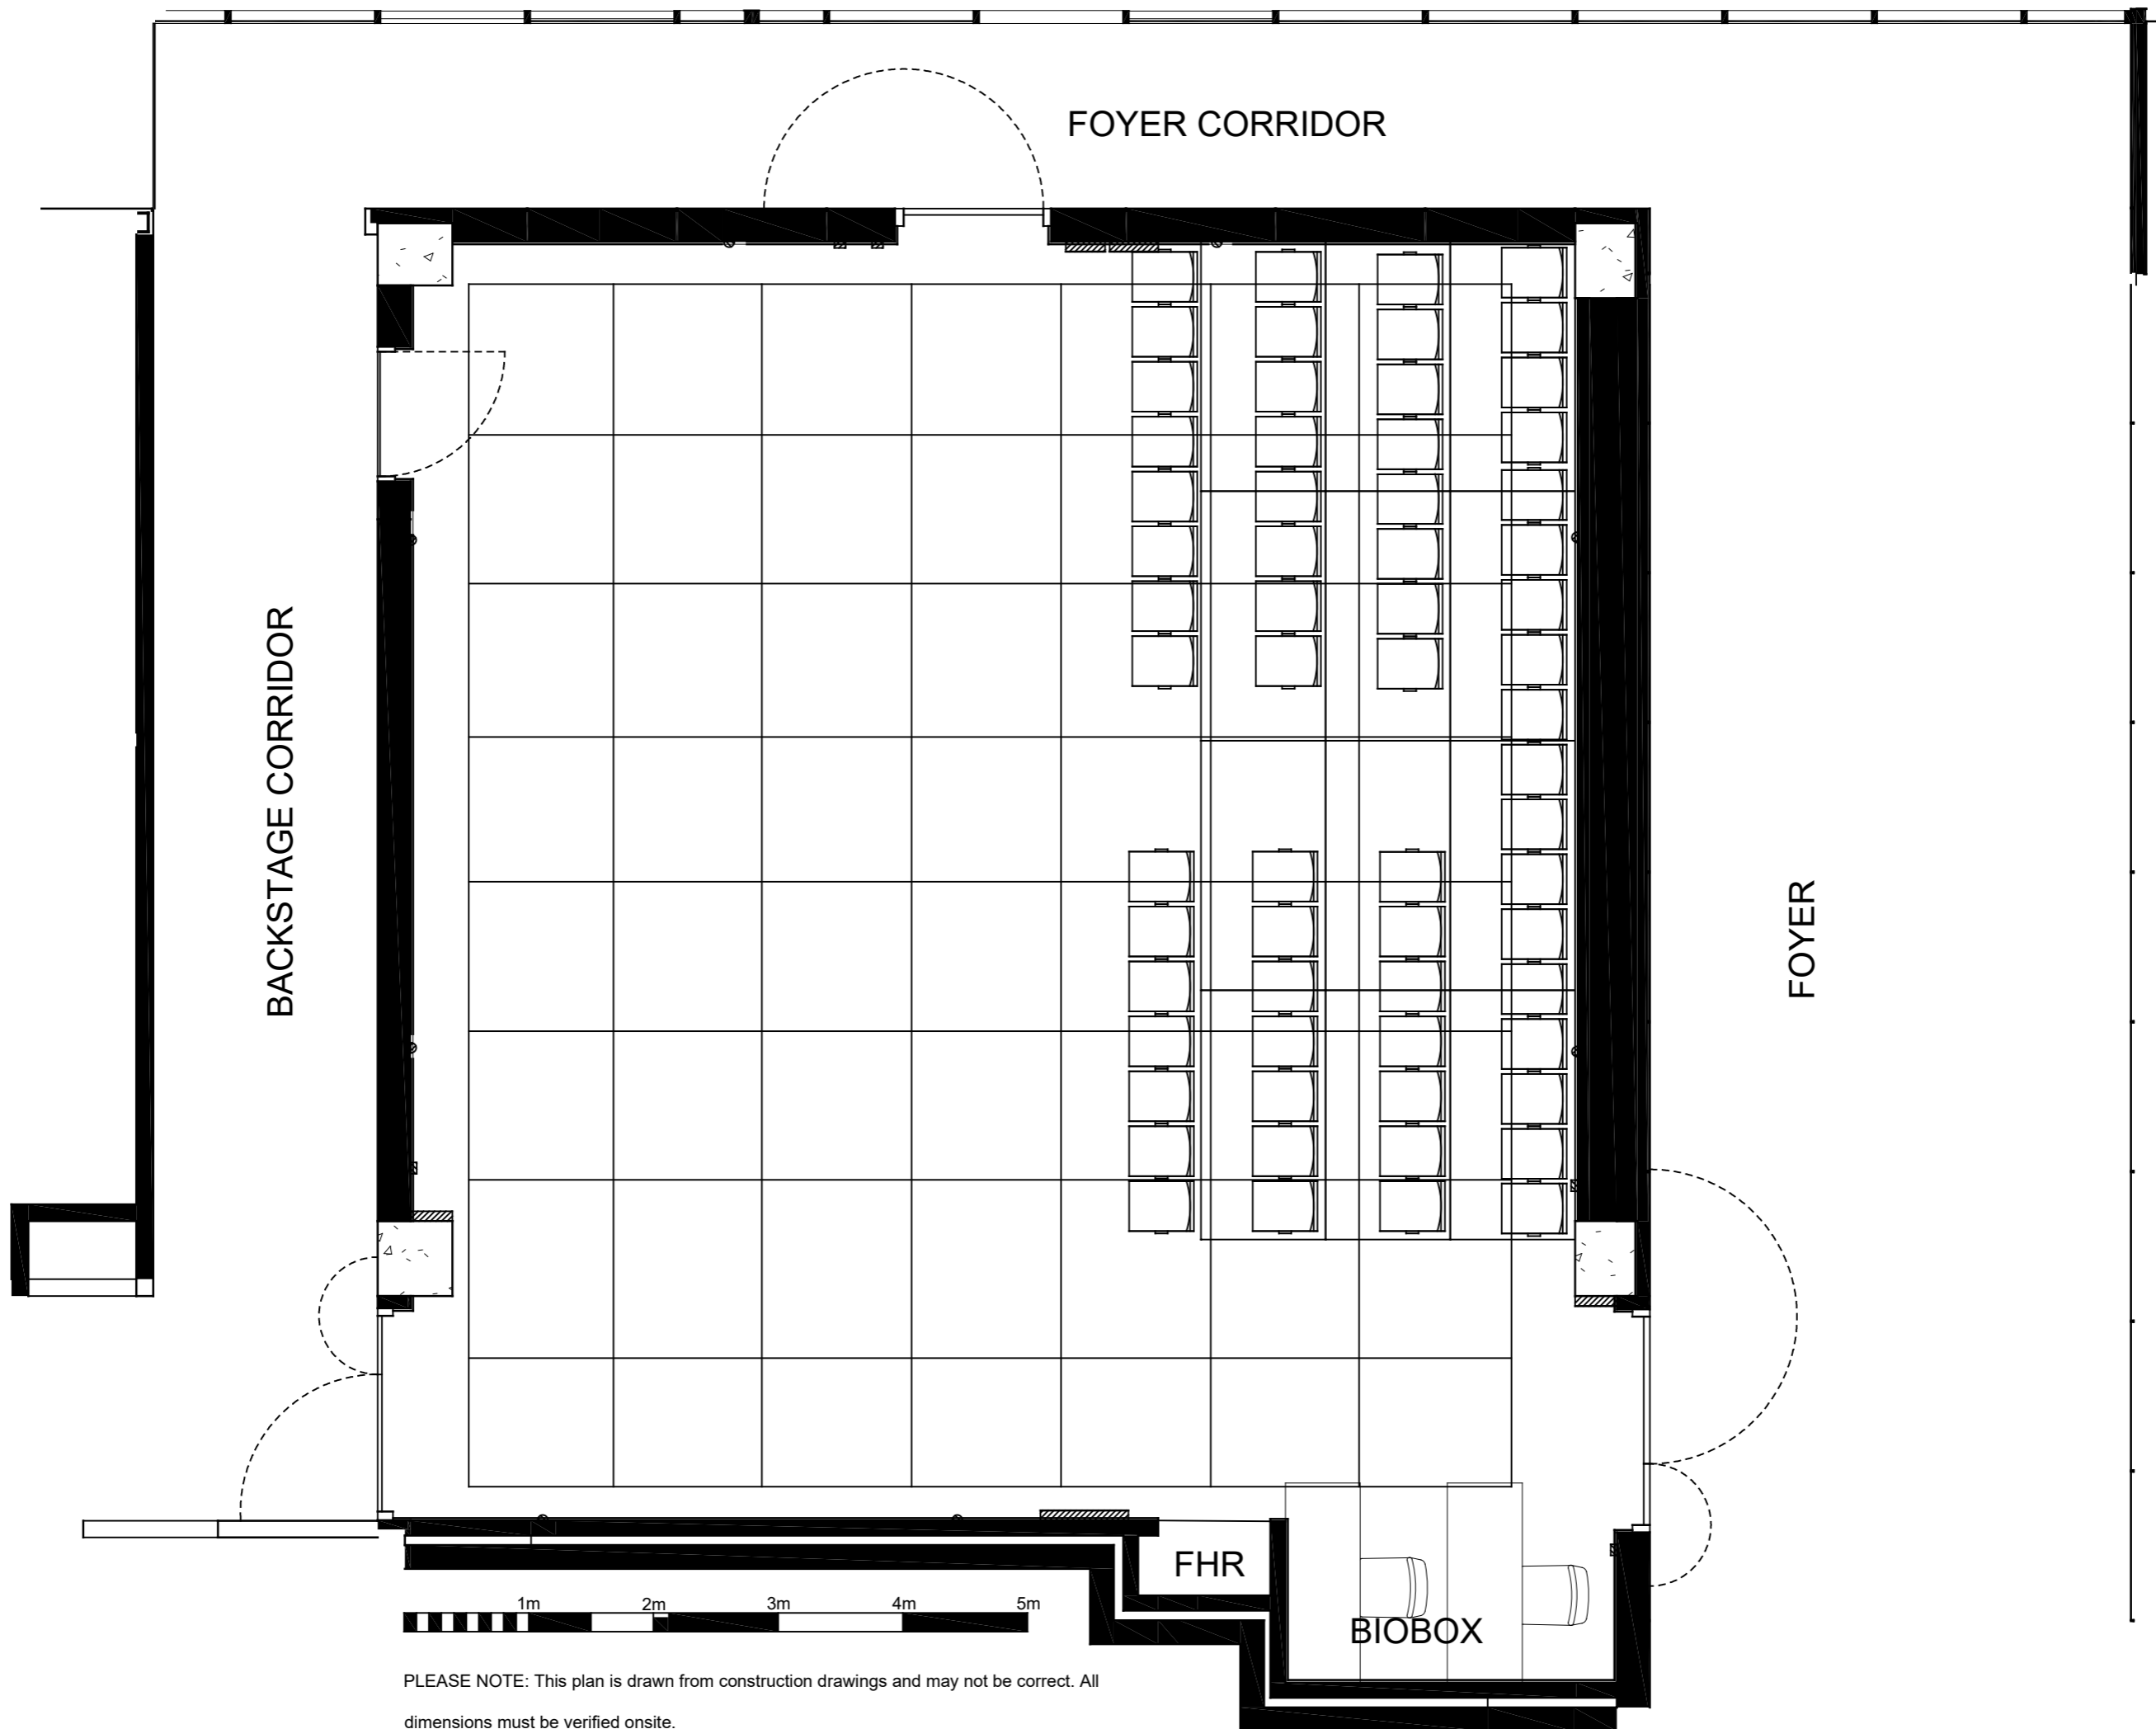 FOYER CORRIDOR
BACKSTAGE CORRIDOR
FOYER
FHR
BIOBOX
1m 2m 3m 4m 5m
PLEASE NOTE: This plan is drawn from construction drawings and may not be correct. All
dimensions must be verified onsite.